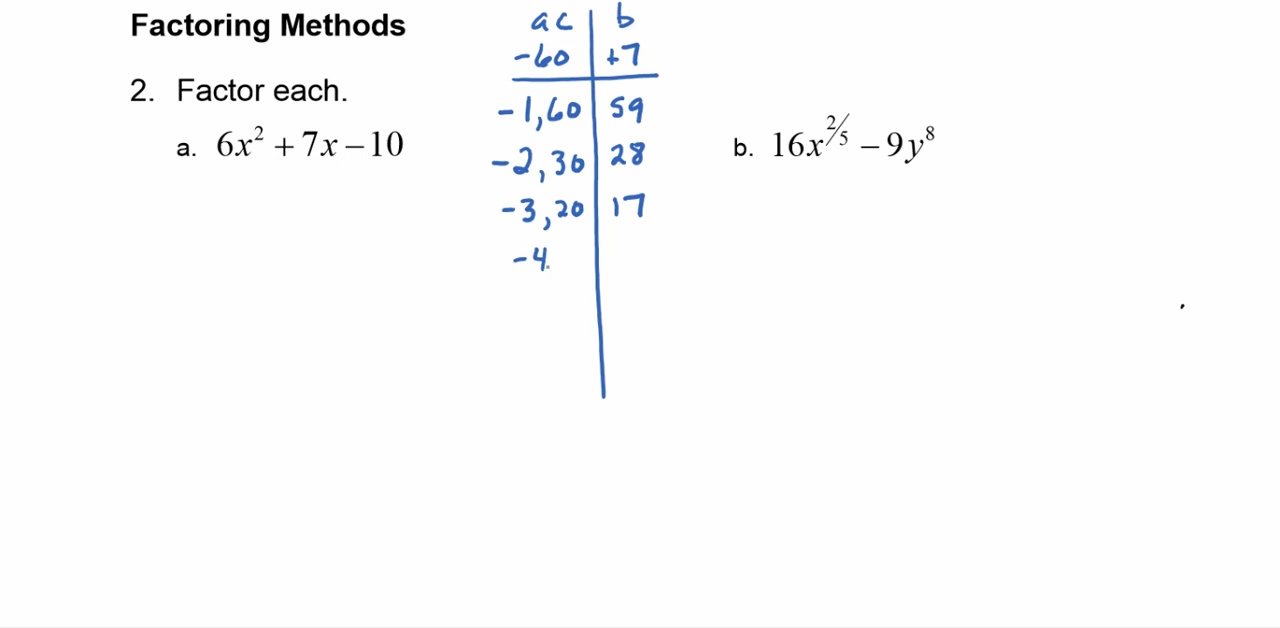 Factoring Methods
2. Factor each.
a. 6x² + 7x – 10
ac | b
-60 | +7
-1,60 | 59
-2,30 | 28
-3,20 | 17
-4
b. 16x^(2/5) – 9y⁸